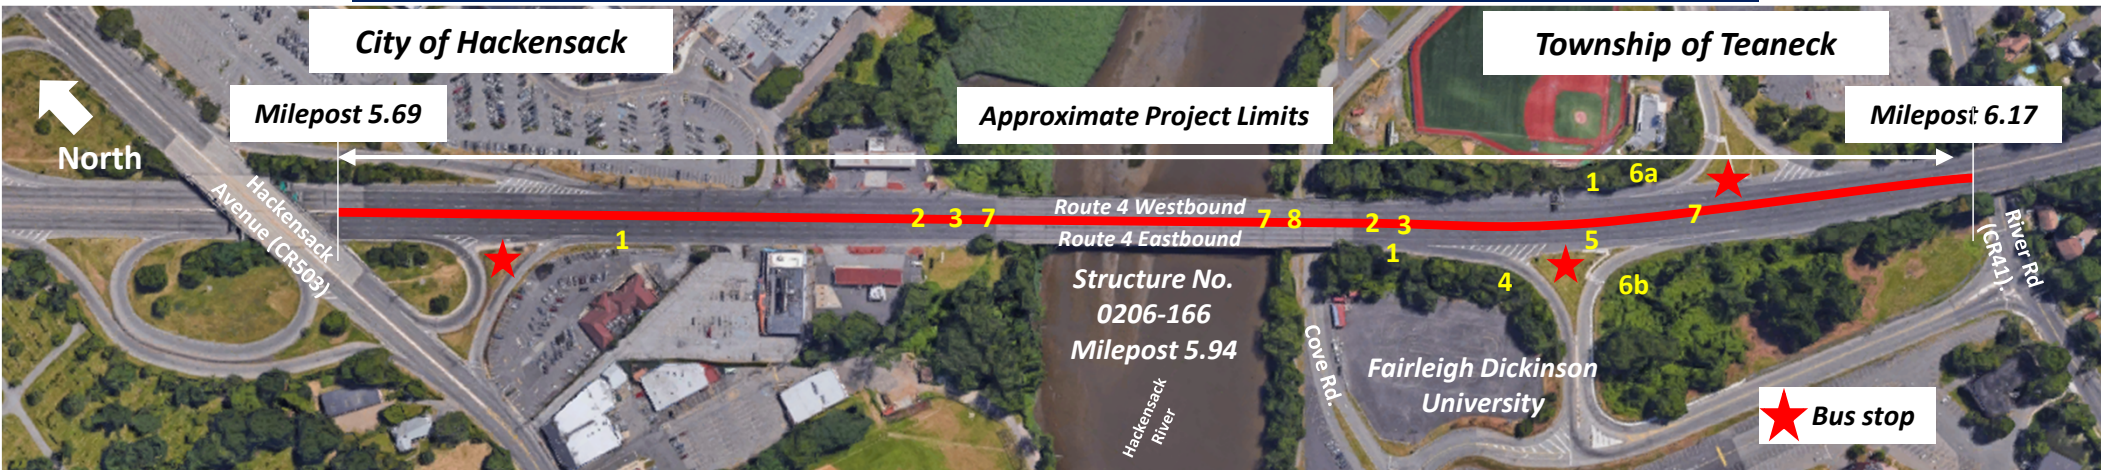 City of Hackensack
Township of Teaneck
Milepost 5.69
Approximate Project Limits
Milepost 6.17
North
Hackensack
Avenue (CR503)
1
6a
Route 4 Westbound
2 3 7
7 8
2 3
7
1
Route 4 Eastbound
1
5
River Rd
(CR41).
Structure No.
0206-166
Milepost 5.94
4
6b
Hackensack
River
Cove Rd.
Fairleigh Dickinson
University
Bus stop